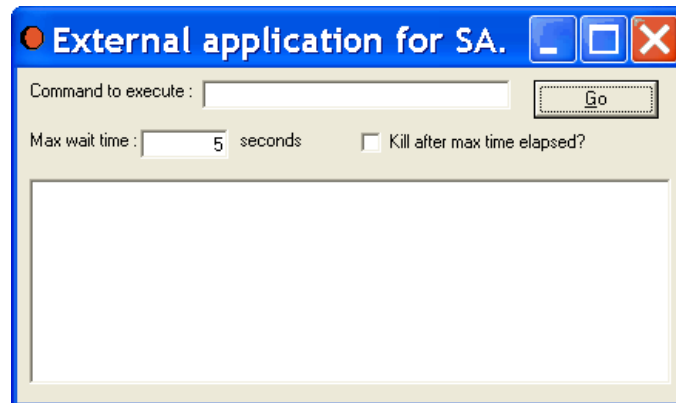 External application for SA.
Command to execute : Go
Max wait time : 5 seconds Kill after max time elapsed?